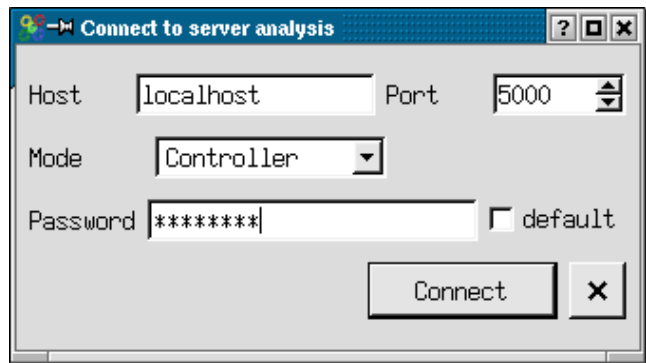 Connect to server analysis ?
Host localhost Port 5000
Mode Controller
Password ******** default
Connect